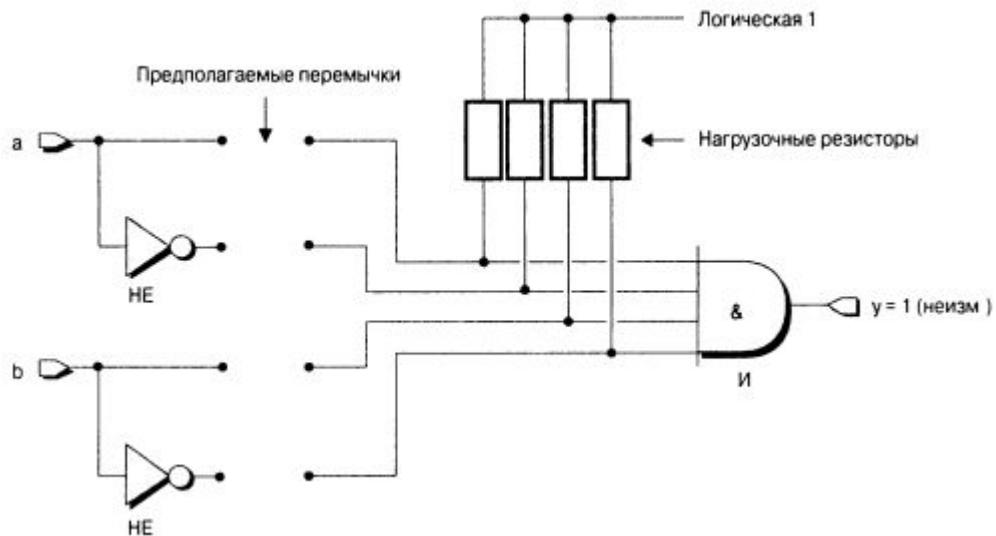 Логическая 1
Предполагаемые перемычки
a
Нагрузочные резисторы
НЕ
&
y = 1 (неизм )
И
b
НЕ